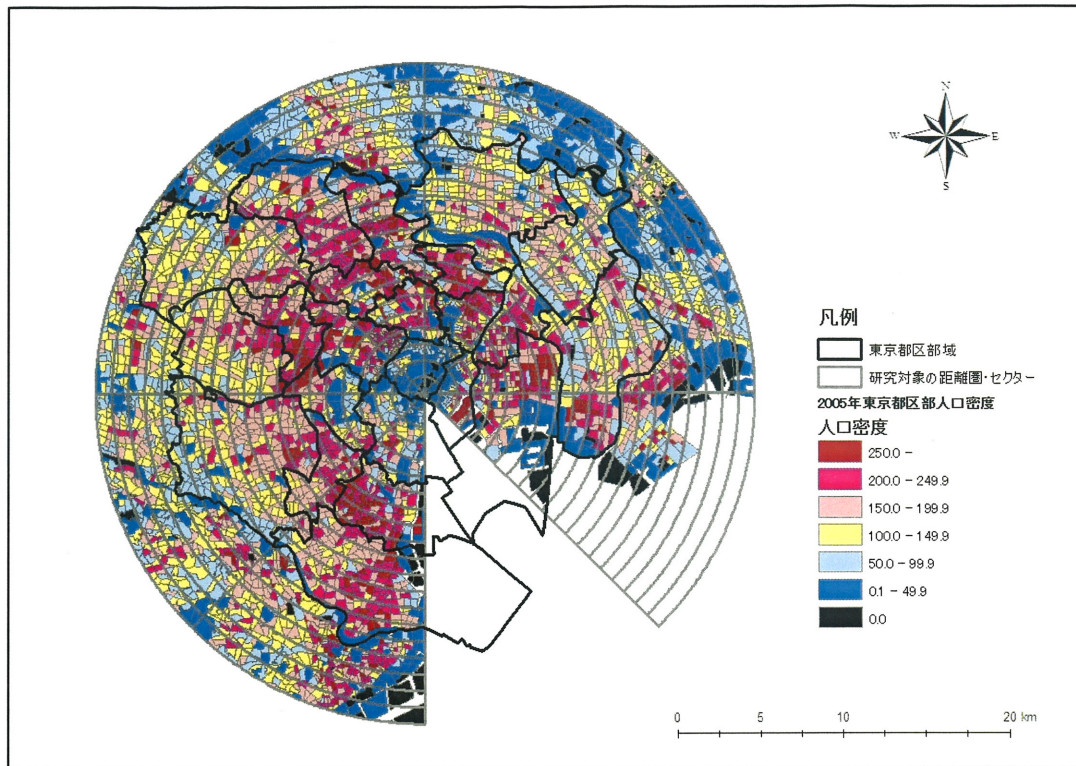 N
W
E
S
凡例
東京都区部域
研究対象の距離圏・セクター
2005年東京都区部人口密度
人口密度
250.0 -
200.0 - 249.9
150.0 - 199.9
100.0 - 149.9
50.0 - 99.9
0.1 - 49.9
0.0
0 5 10 20 km